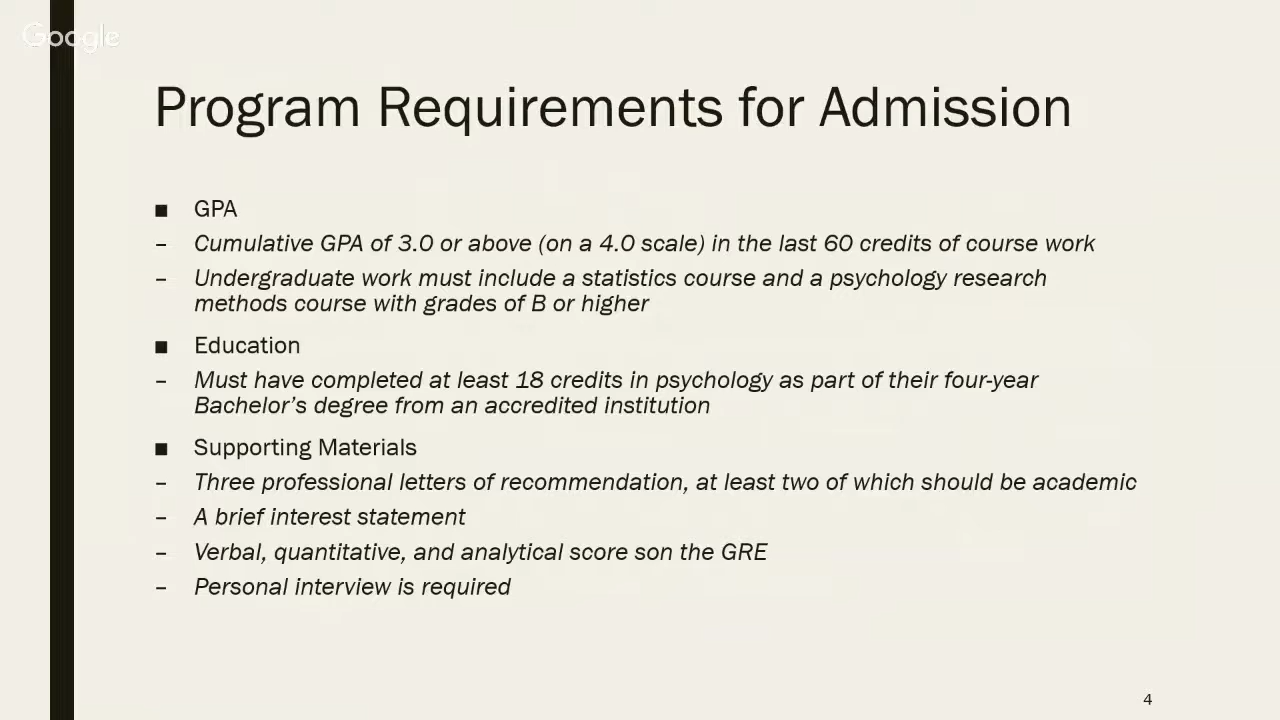 Google
Program Requirements for Admission
■ GPA
– Cumulative GPA of 3.0 or above (on a 4.0 scale) in the last 60 credits of course work
– Undergraduate work must include a statistics course and a psychology research
methods course with grades of B or higher
■ Education
– Must have completed at least 18 credits in psychology as part of their four-year
Bachelor’s degree from an accredited institution
■ Supporting Materials
– Three professional letters of recommendation, at least two of which should be academic
– A brief interest statement
– Verbal, quantitative, and analytical score son the GRE
– Personal interview is required
4